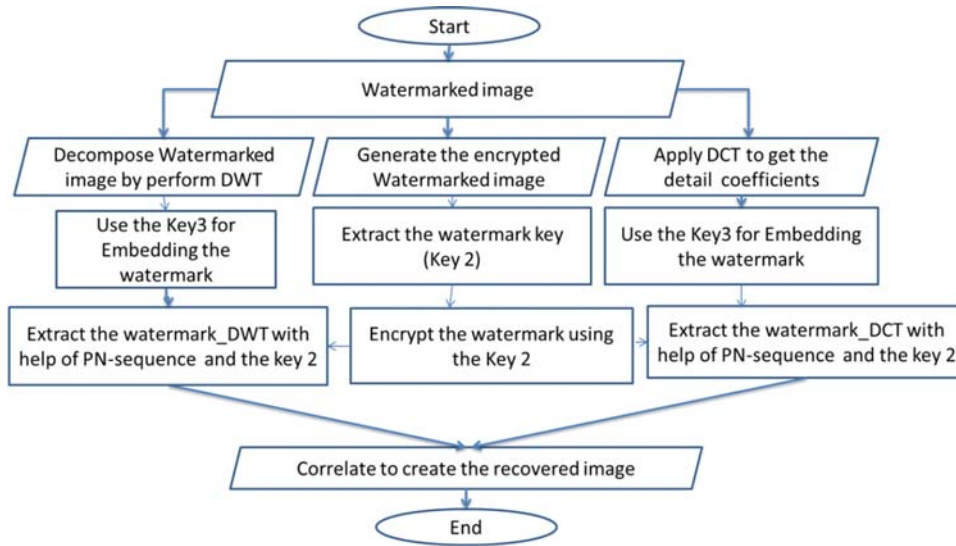 Start
Watermarked image
Decompose Watermarked
image by perform DWT
Generate the encrypted
Watermarked image
Apply DCT to get the
detail coefficients
Use the Key3 for
Embedding the
watermark
Extract the watermark key
(Key 2)
Use the Key3 for Embedding
the watermark
Extract the watermark_DWT with
help of PN-sequence and the key 2
Encrypt the watermark using
the Key 2
Extract the watermark_DCT with
help of PN-sequence and the key 2
Correlate to create the recovered image
End